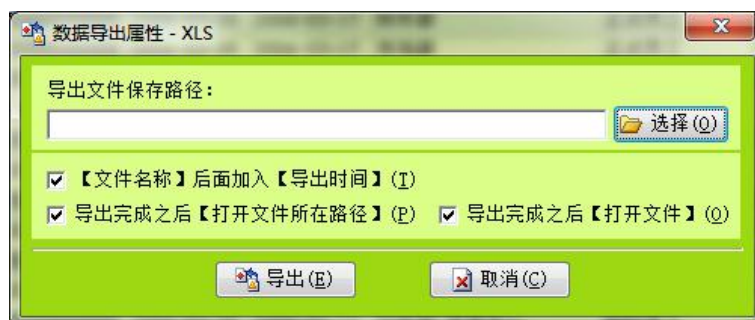 数据导出属性 - XLS
导出文件保存路径：
选择(O)
【文件名称】后面加入【导出时间】(I)
导出完成之后【打开文件所在路径】(P) 导出完成之后【打开文件】(O)
导出(E) 取消(C)